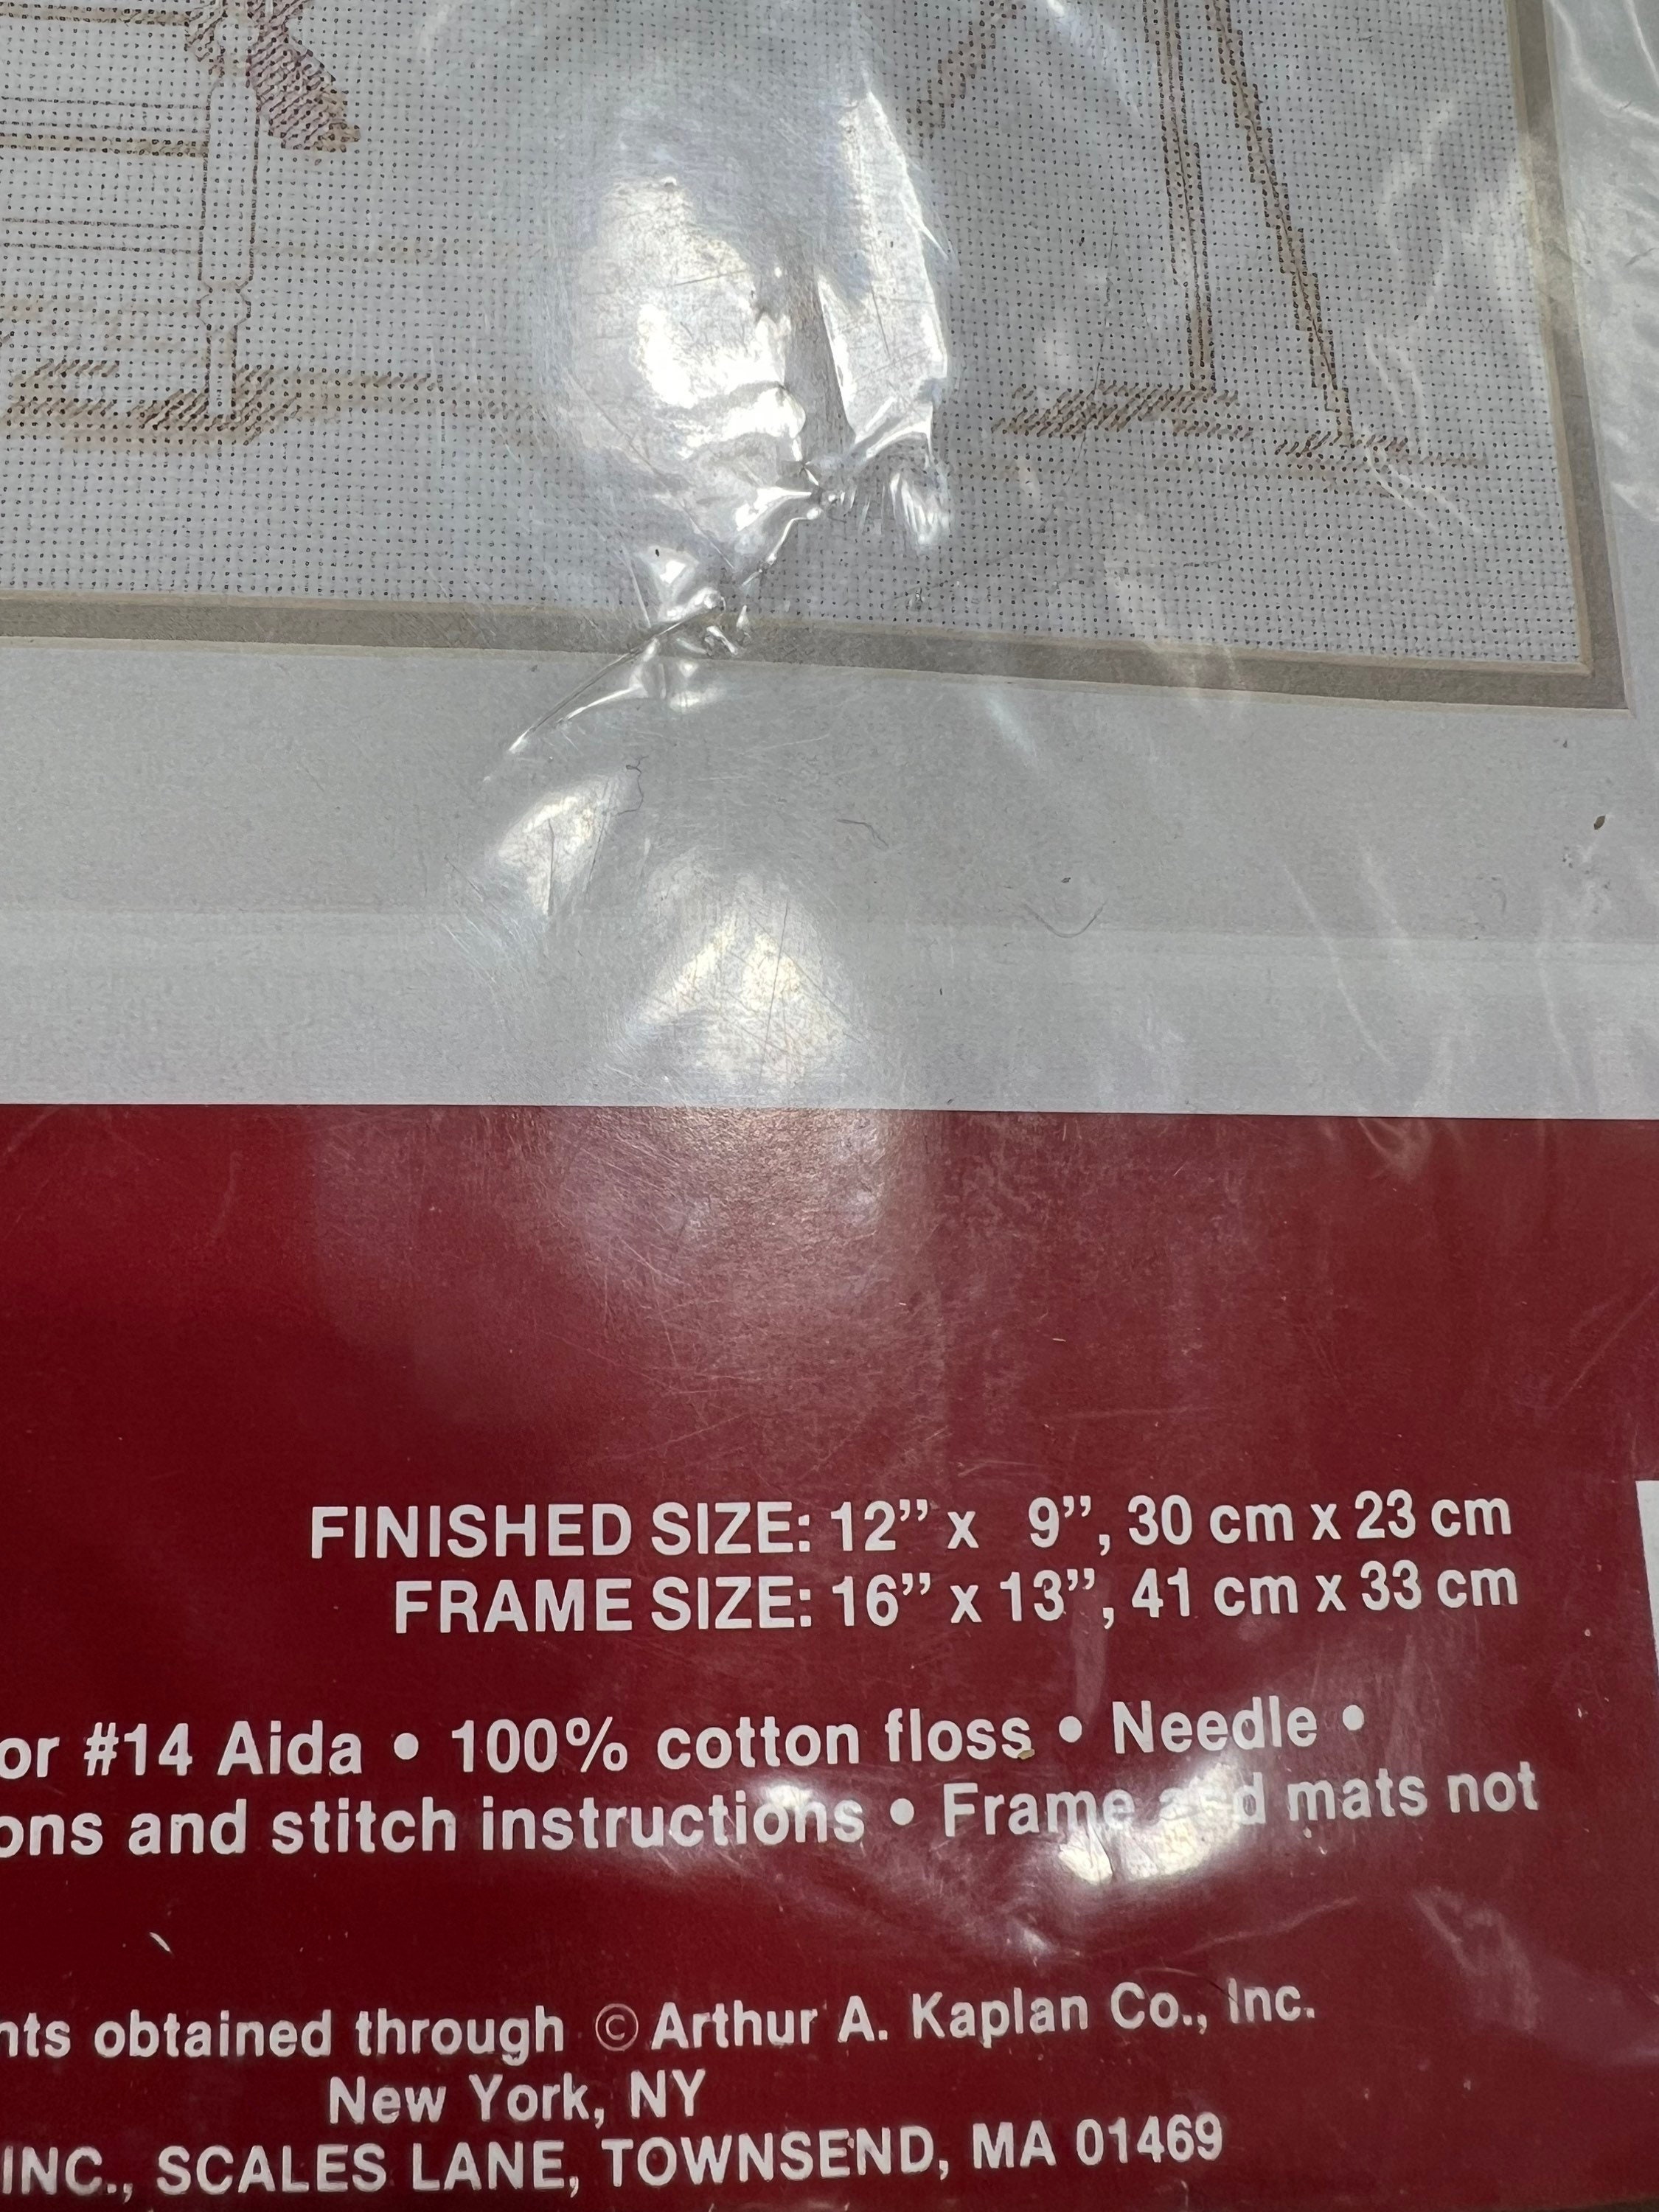 FINISHED SIZE: 12” x 9”, 30 cm x 23 cm
FRAME SIZE: 16” x 13”, 41 cm x 33 cm
or #14 Aida • 100% cotton floss • Needle •
ons and stitch instructions • Frame and mats not
nts obtained through © Arthur A. Kaplan Co., Inc.
New York, NY
INC., SCALES LANE, TOWNSEND, MA 01469